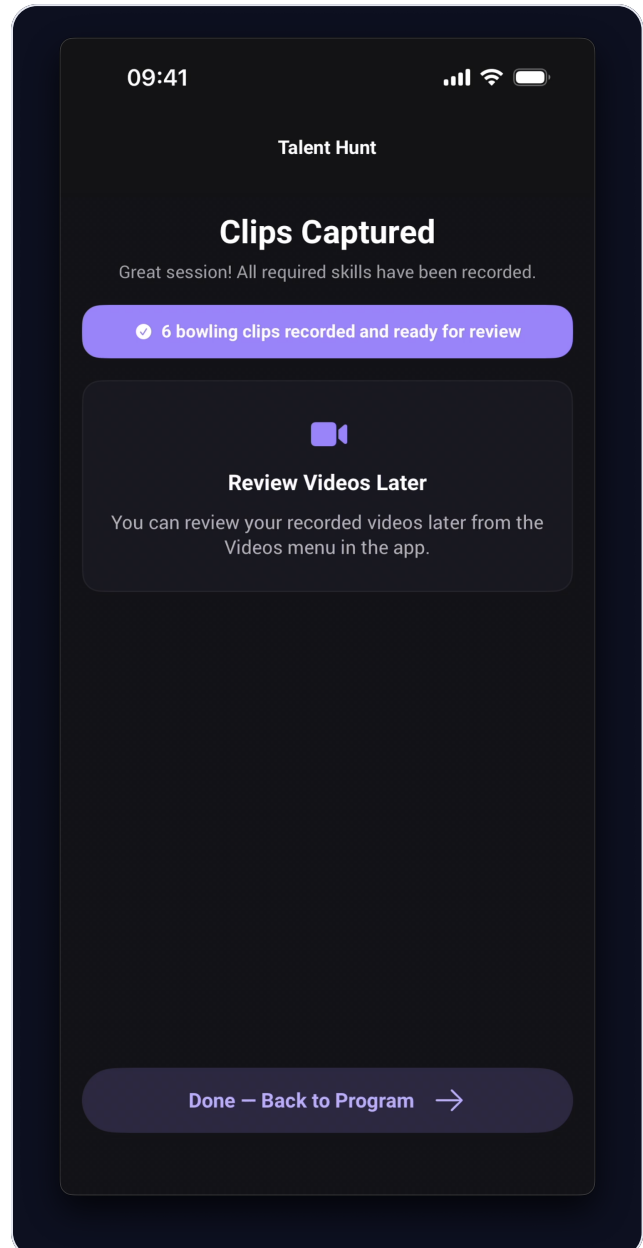 09:41
Talent Hunt
Clips Captured
Great session! All required skills have been recorded.
6 bowling clips recorded and ready for review
Review Videos Later
You can review your recorded videos later from the
Videos menu in the app.
Done — Back to Program